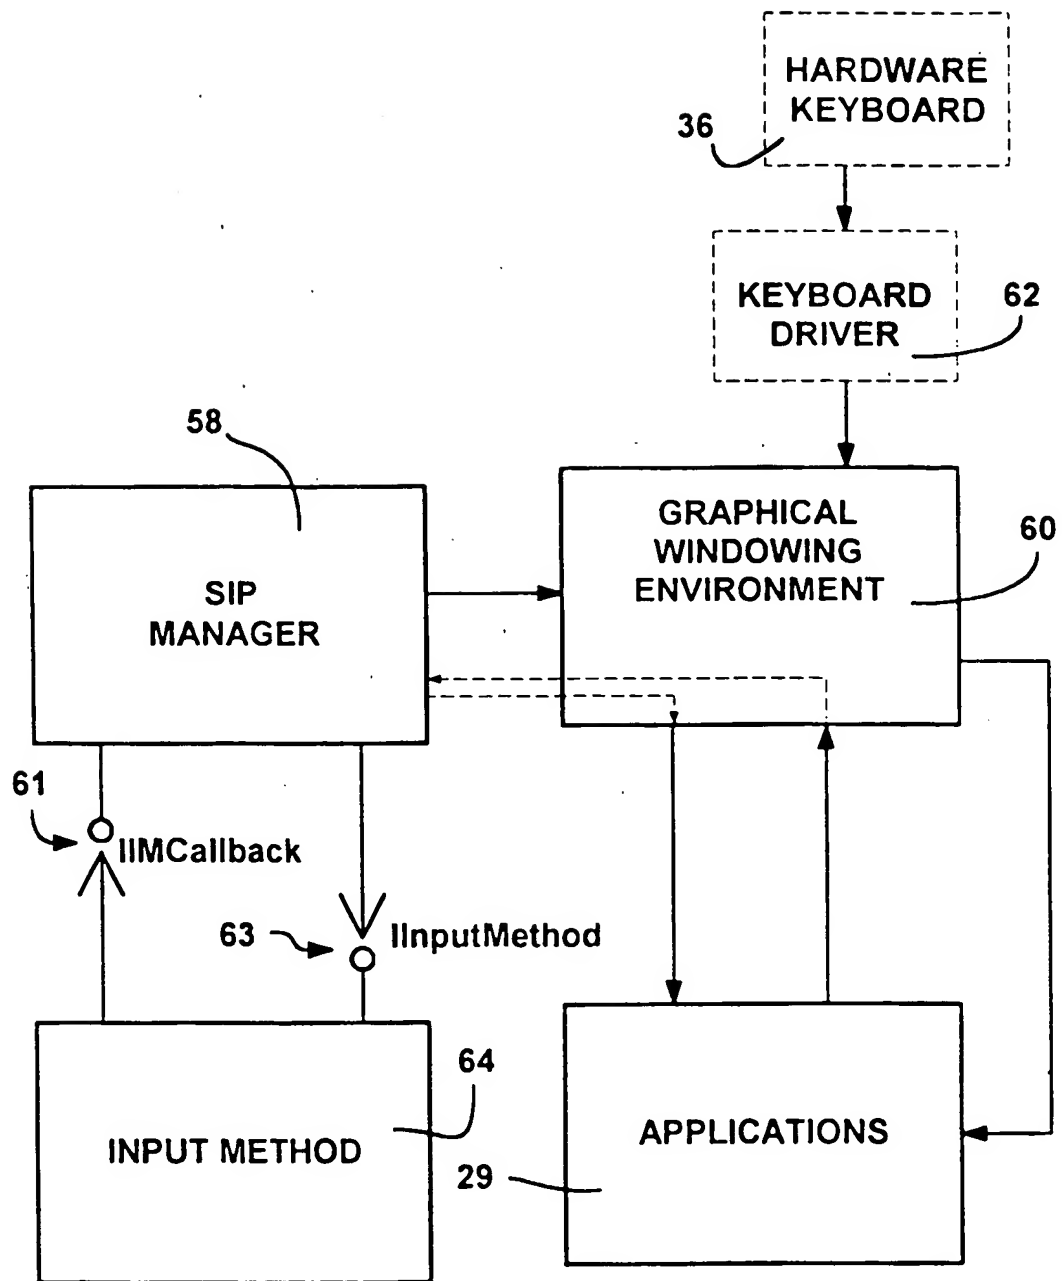 HARDWARE
KEYBOARD
36
KEYBOARD
DRIVER
62
58
SIP
MANAGER
GRAPHICAL
WINDOWING
ENVIRONMENT
60
61
IIMCallback
63
IInputMethod
64
INPUT METHOD
APPLICATIONS
29